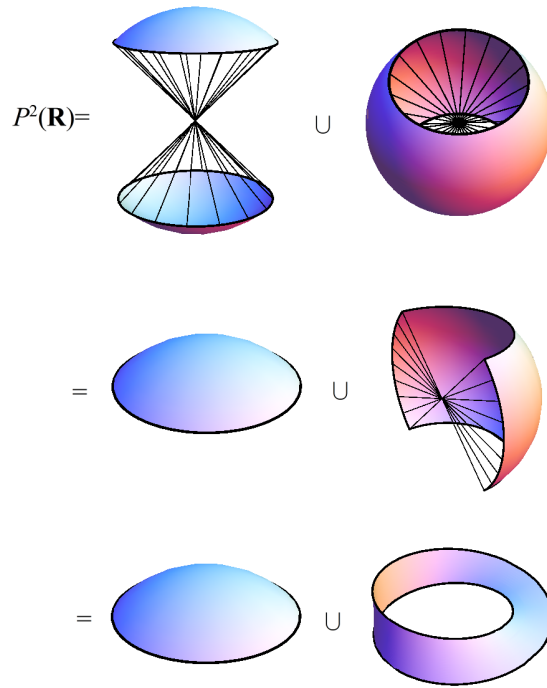 P²(R)= ∪
= ∪
= ∪